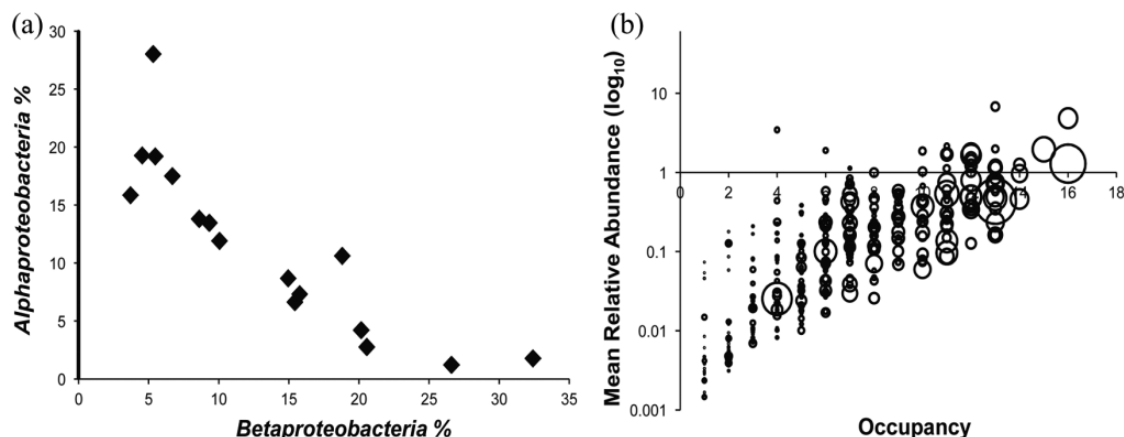 (a)
30
25
20
15
10
5
0
Alphaproteobacteria %
0 5 10 15 20 25 30 35
Betaproteobacteria %
(b)
Mean Relative Abundance (log10)
10
1
0.1
0.01
0.001
0 2 4 6 8 10 12 14 16 18
Occupancy